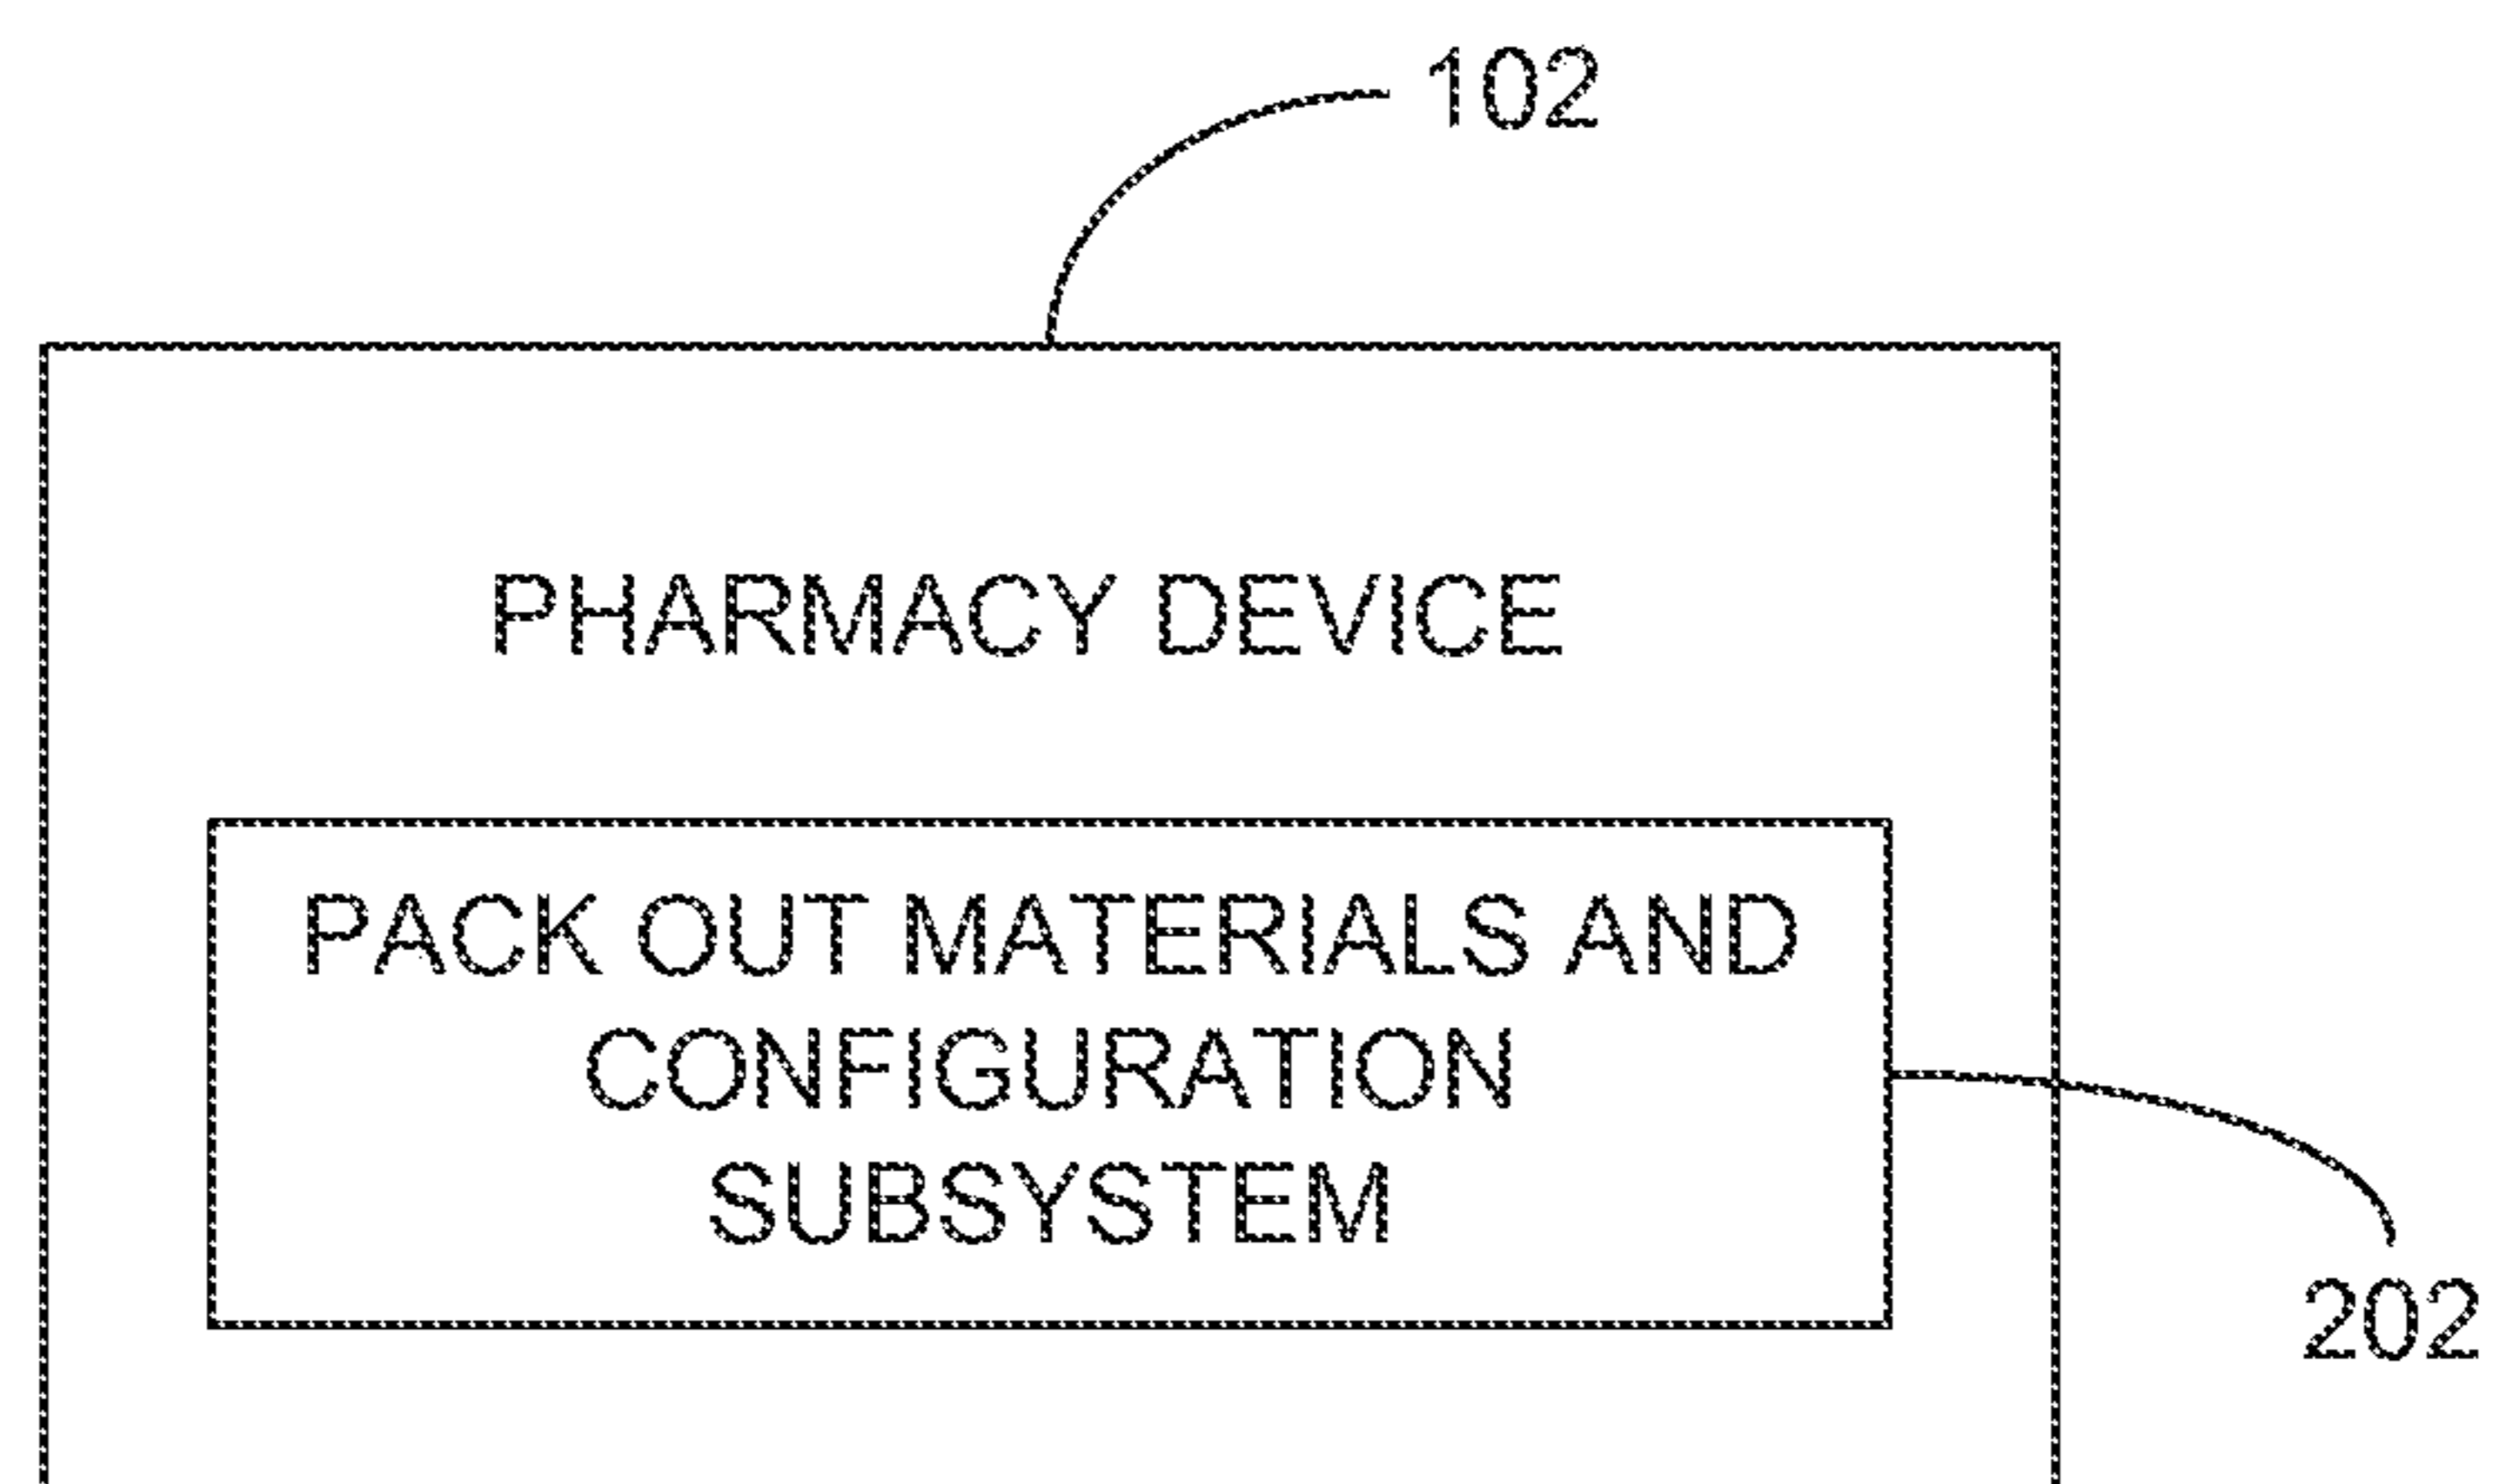 102
PHARMACY DEVICE
PACK OUT MATERIALS AND
CONFIGURATION
SUBSYSTEM
202